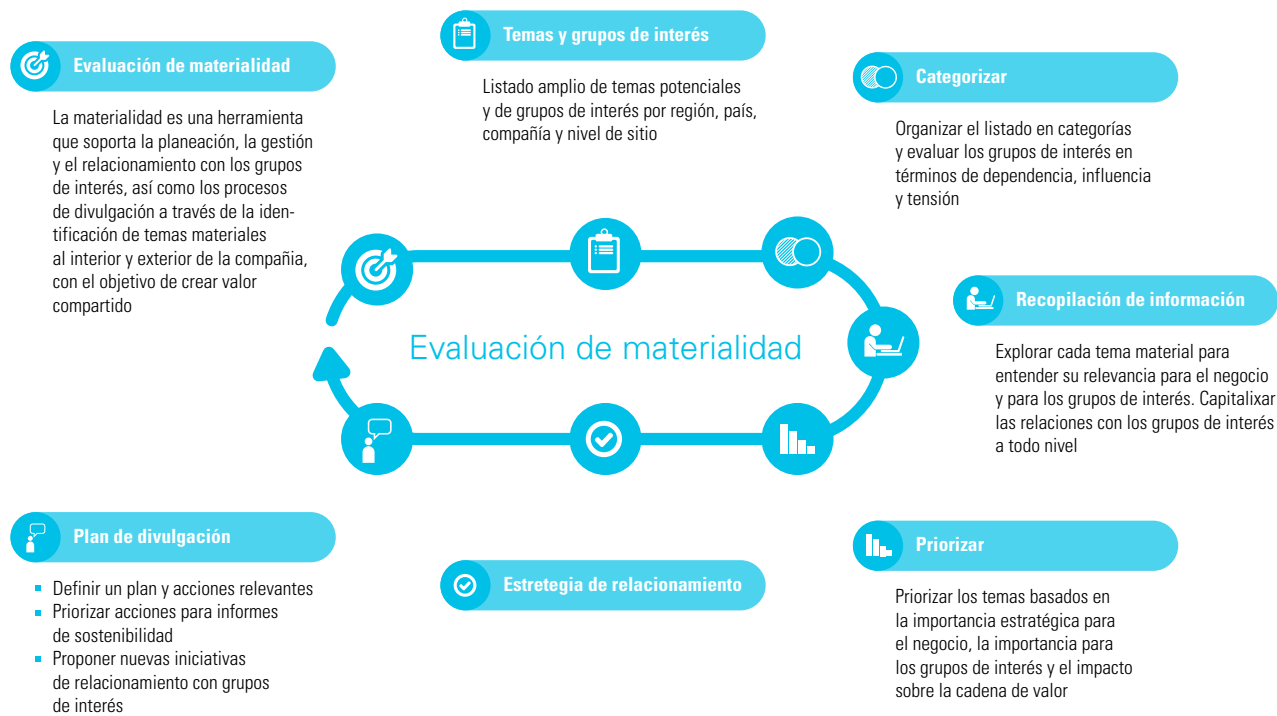 Evaluación de materialidad
La materialidad es una herramienta
que soporta la planeación, la gestión
y el relacionamiento con los grupos
de interés, así como los procesos
de divulgación a través de la iden-
tificación de temas materiales
al interior y exterior de la compañia,
con el objetivo de crear valor
compartido
Temas y grupos de interés
Listado amplio de temas potenciales
y de grupos de interés por región, país,
compañía y nivel de sitio
Categorizar
Organizar el listado en categorías
y evaluar los grupos de interés en
términos de dependencia, influencia
y tensión
Recopilación de información
Explorar cada tema material para
entender su relevancia para el negocio
y para los grupos de interés. Capitalixar
las relaciones con los grupos de interés
a todo nivel
Evaluación de materialidad
Priorizar
Priorizar los temas basados en
la importancia estratégica para
el negocio, la importancia para
los grupos de interés y el impacto
sobre la cadena de valor
Estretegia de relacionamiento
Plan de divulgación
Definir un plan y acciones relevantes
Priorizar acciones para informes
de sostenibilidad
Proponer nuevas iniciativas
de relacionamiento con grupos
de interés